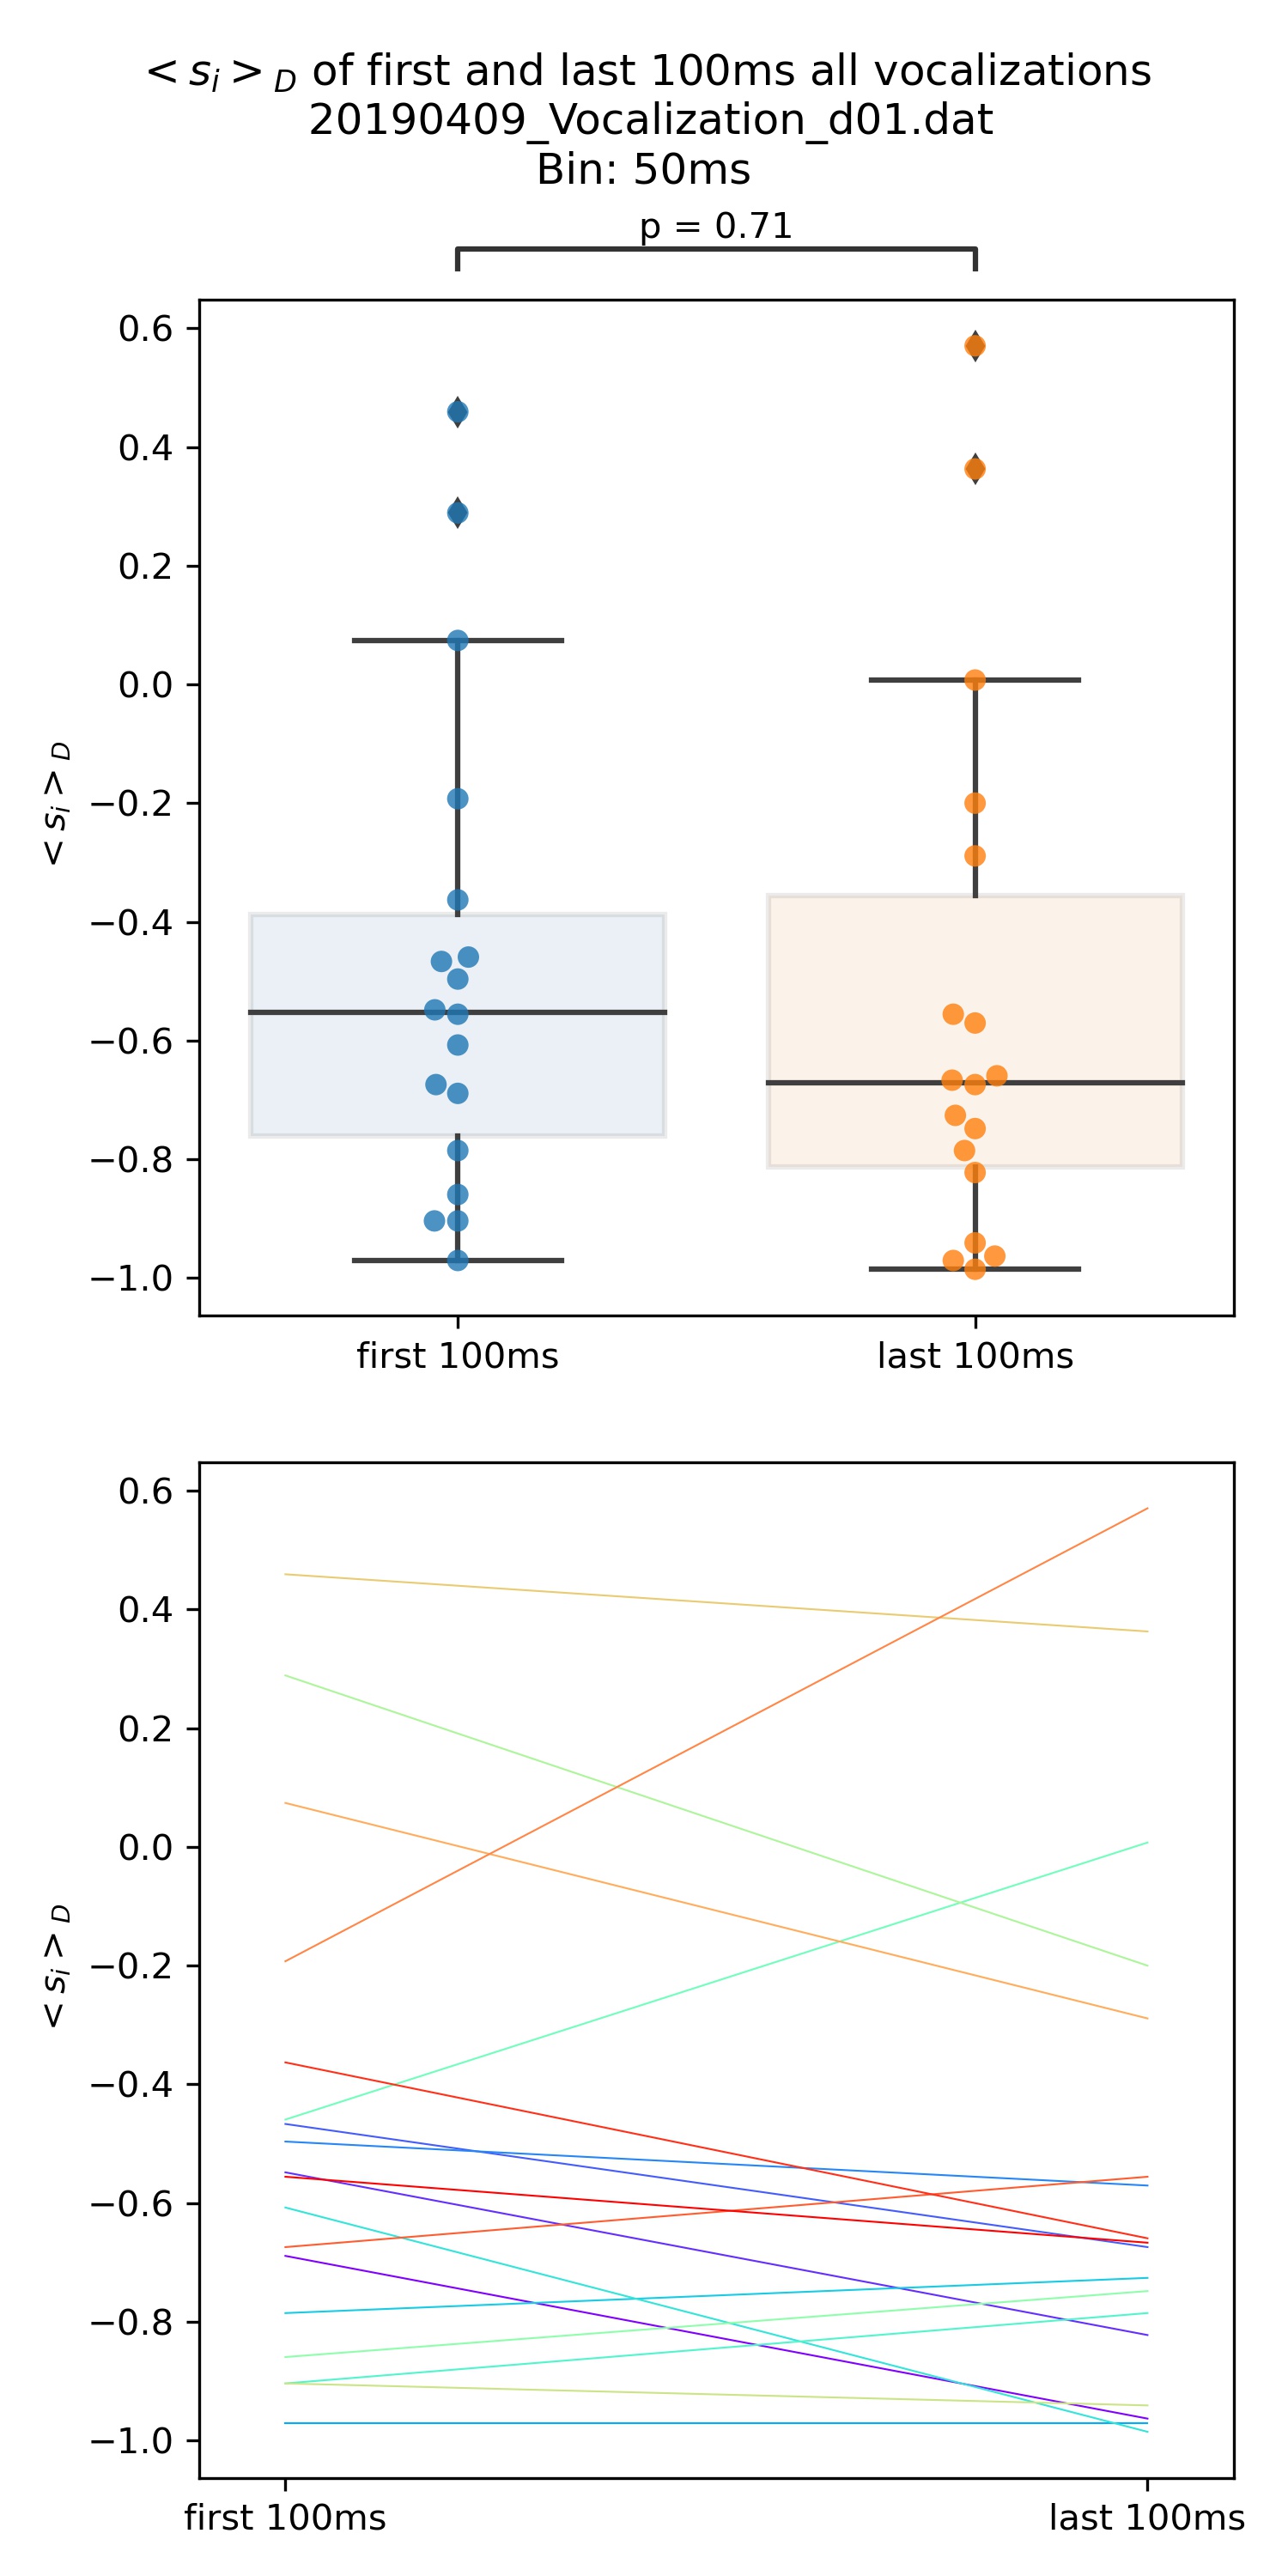 < s_i >_D of first and last 100ms all vocalizations
20190409_Vocalization_d01.dat
Bin: 50ms
p = 0.71
0.6
0.4
0.2
0.0
−0.2
−0.4
−0.6
−0.8
−1.0
< s_i >_D
first 100ms
last 100ms
0.6
0.4
0.2
0.0
−0.2
−0.4
−0.6
−0.8
−1.0
< s_i >_D
first 100ms
last 100ms